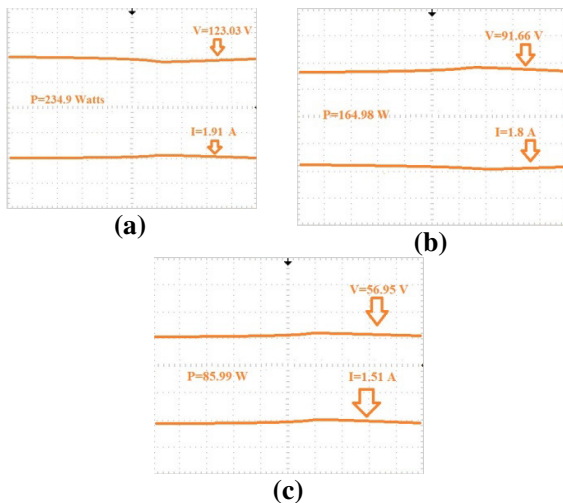 V=123.03 V
P=234.9 Watts
I=1.91 A
(a)
V=91.66 V
P=164.98 W
I=1.8 A
(b)
V=56.95 V
P=85.99 W
I=1.51 A
(c)